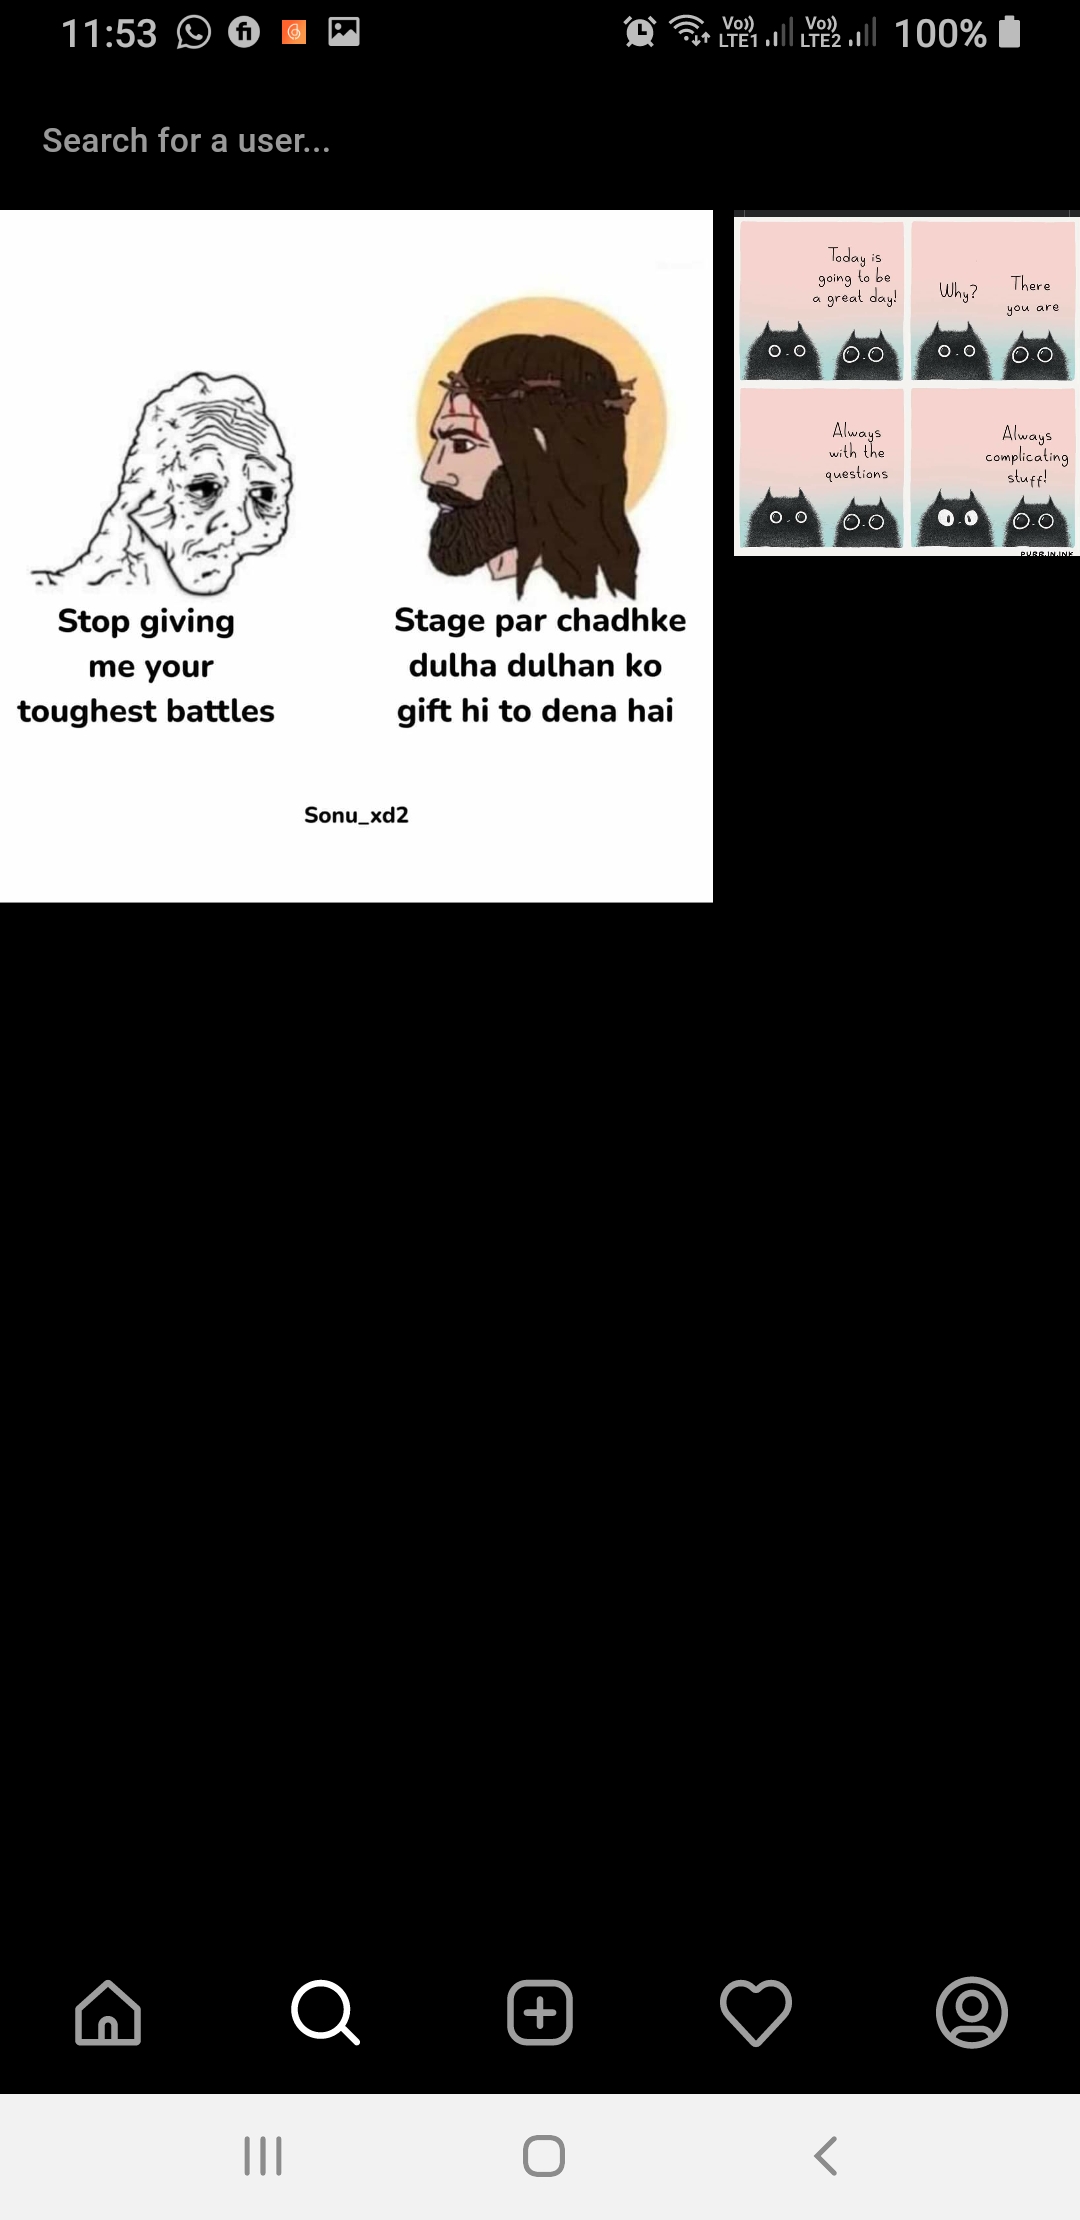 11:53
Vo)) LTE1
Vo)) LTE2
100%
Search for a user...
Stop giving
me your
toughest battles
Stage par chadhke
dulha dulhan ko
gift hi to dena hai
Sonu_xd2
Today is
going to be
a great day!
Why?
There
you are
Always
with the
questions
Always
complicating
stuff!
PURR.IN.INK